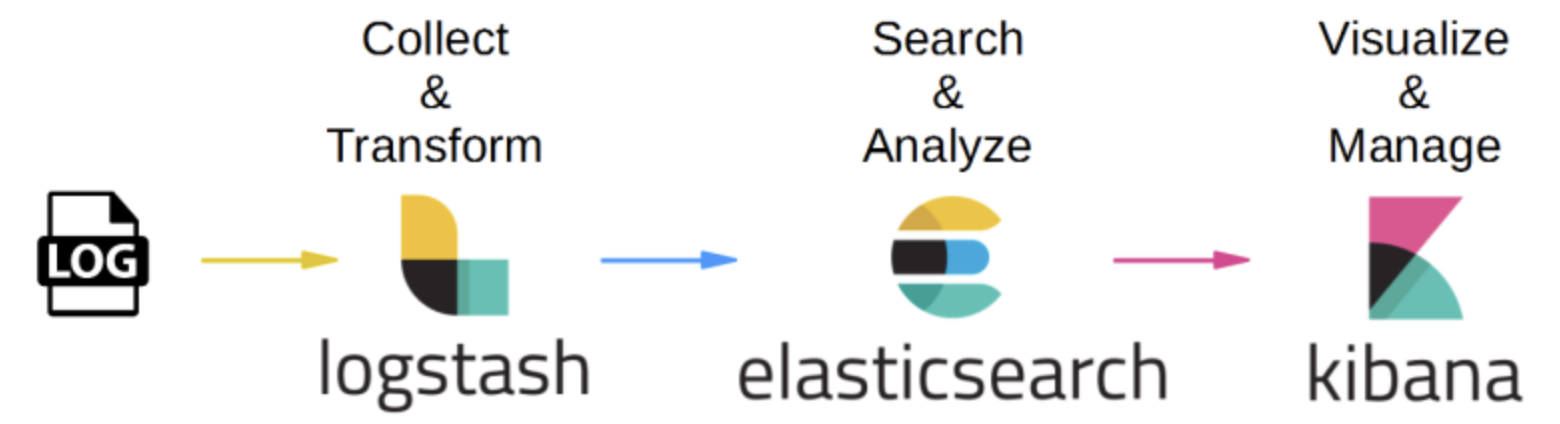 Collect
&
Transform
Search
&
Analyze
Visualize
&
Manage
LOG
logstash
elasticsearch
kibana